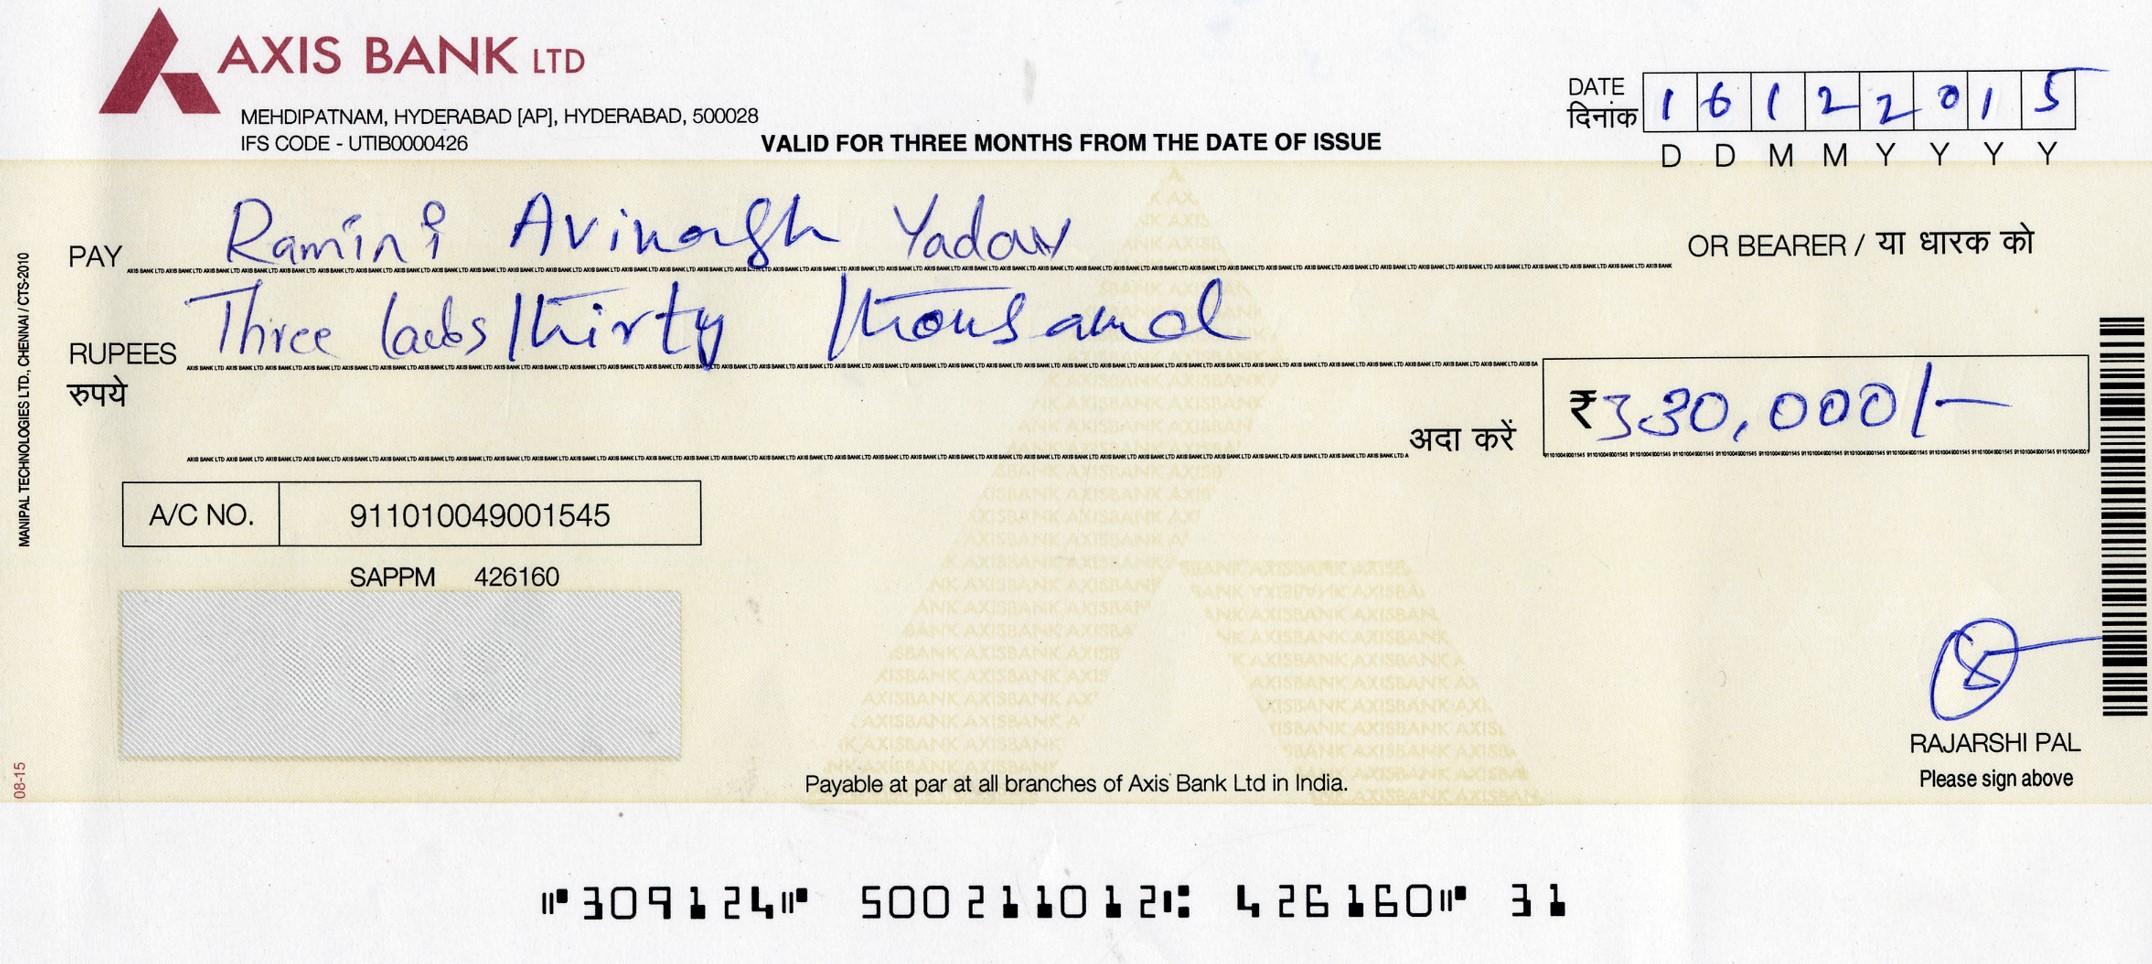 AXIS BANK LTD
MEHDIPATNAM, HYDERABAD [AP], HYDERABAD, 500028
IFS CODE - UTIB0000426
VALID FOR THREE MONTHS FROM THE DATE OF ISSUE
DATE
दिनांक
1 6 1 2 2 0 1 5
D D M M Y Y Y Y
PAY Ramini Avinash Yadav OR BEARER / या धारक को
RUPEES Three lacs thirty thousand
रुपये
अदा करें ₹ 330,000/-
A/C NO. 911010049001545
SAPPM 426160
VOID
RAJARSHI PAL
Please sign above
Payable at par at all branches of Axis Bank Ltd in India.
MANIPAL TECHNOLOGIES LTD., CHENNAI / CTS-2010
08-15
⑈309124⑈ 500211012⑆ 426160⑈ 31